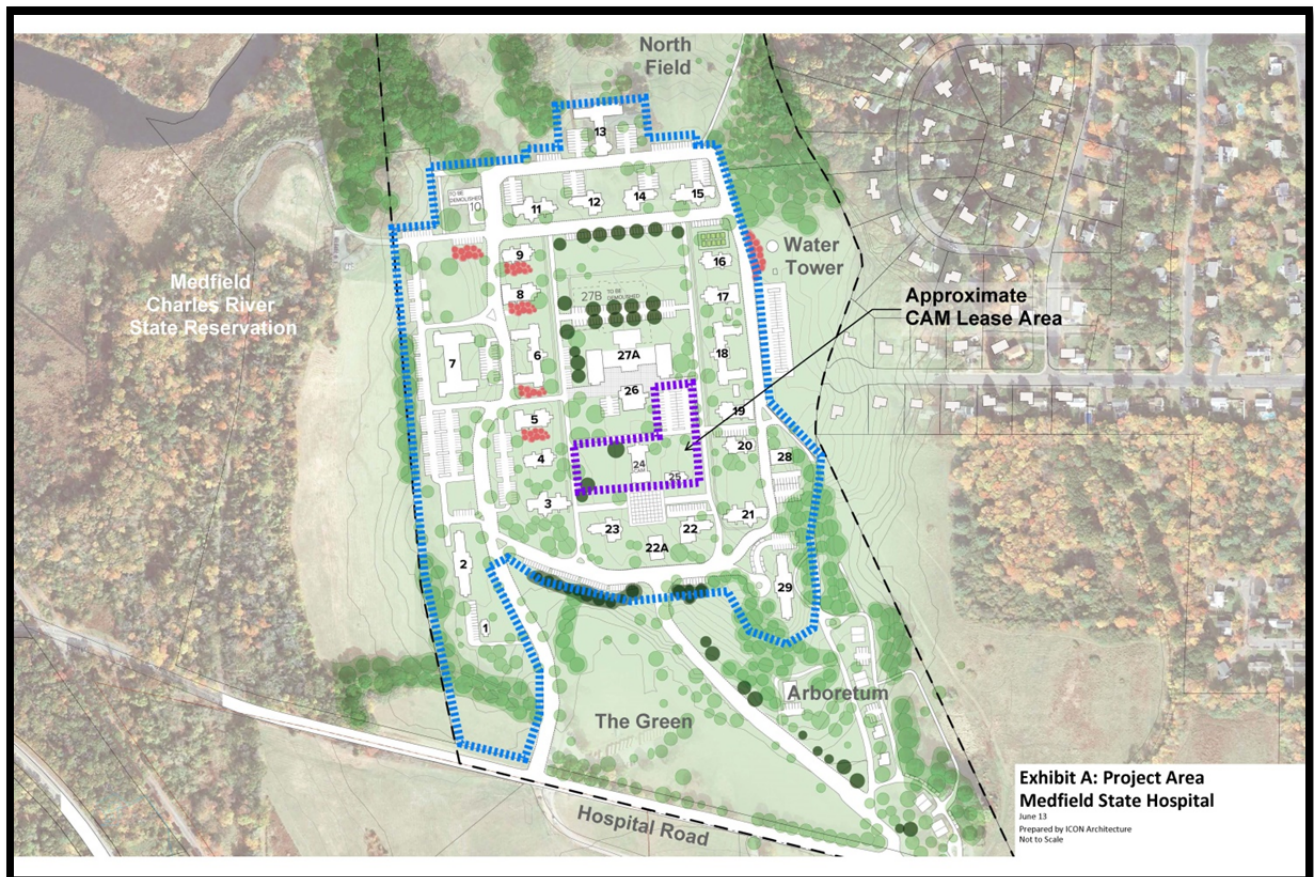 North
Field
13
TO BE
DEMOLISHED
10
11
12
14
15
9
16
Water
Tower
Medfield
Charles River
State Reservation
8
27B
TO BE
DEMOLISHED
17
Approximate
CAM Lease Area
7
6
27A
18
26
5
19
20
4
24
28
25
3
23
22
21
22A
2
29
1
Arboretum
The Green
Hospital Road
Exhibit A: Project Area
Medfield State Hospital
June 13
Prepared by ICON Architecture
Not to Scale